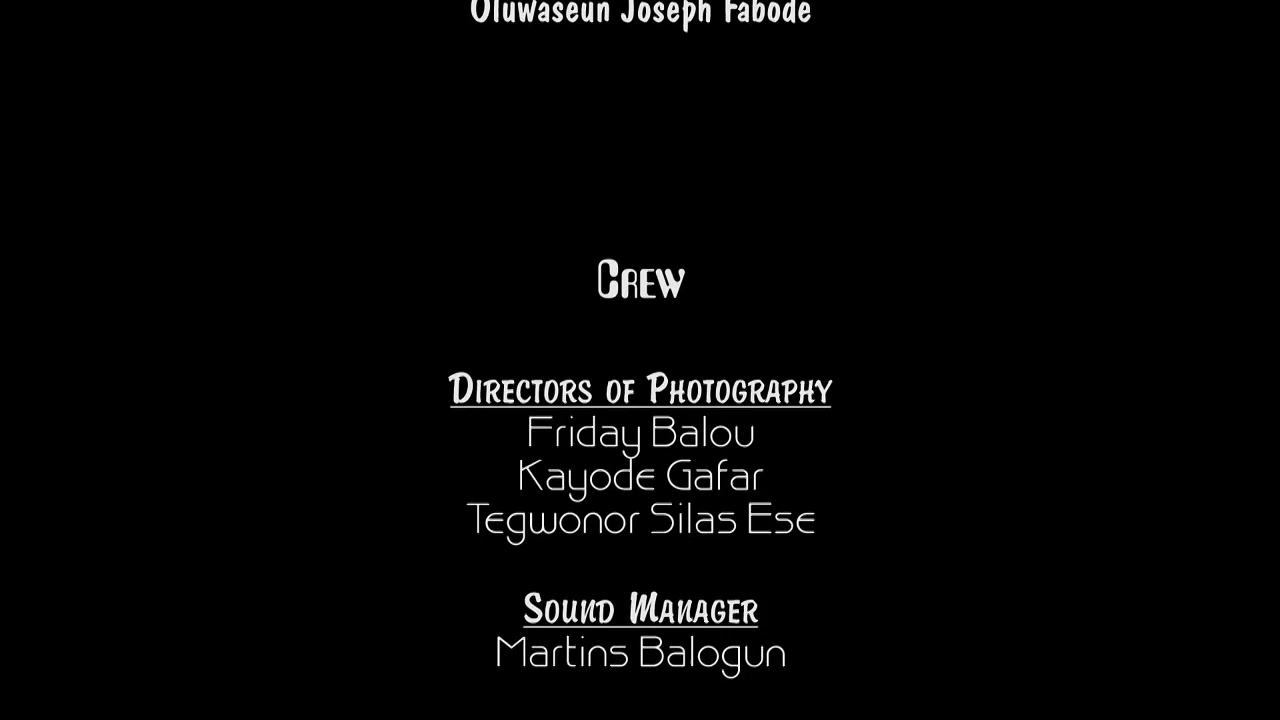 Oluwaseun Joseph Fabode
Crew
Directors of Photography
Friday Balou
Kayode Gafar
Tegwonor Silas Ese
Sound Manager
Martins Balogun